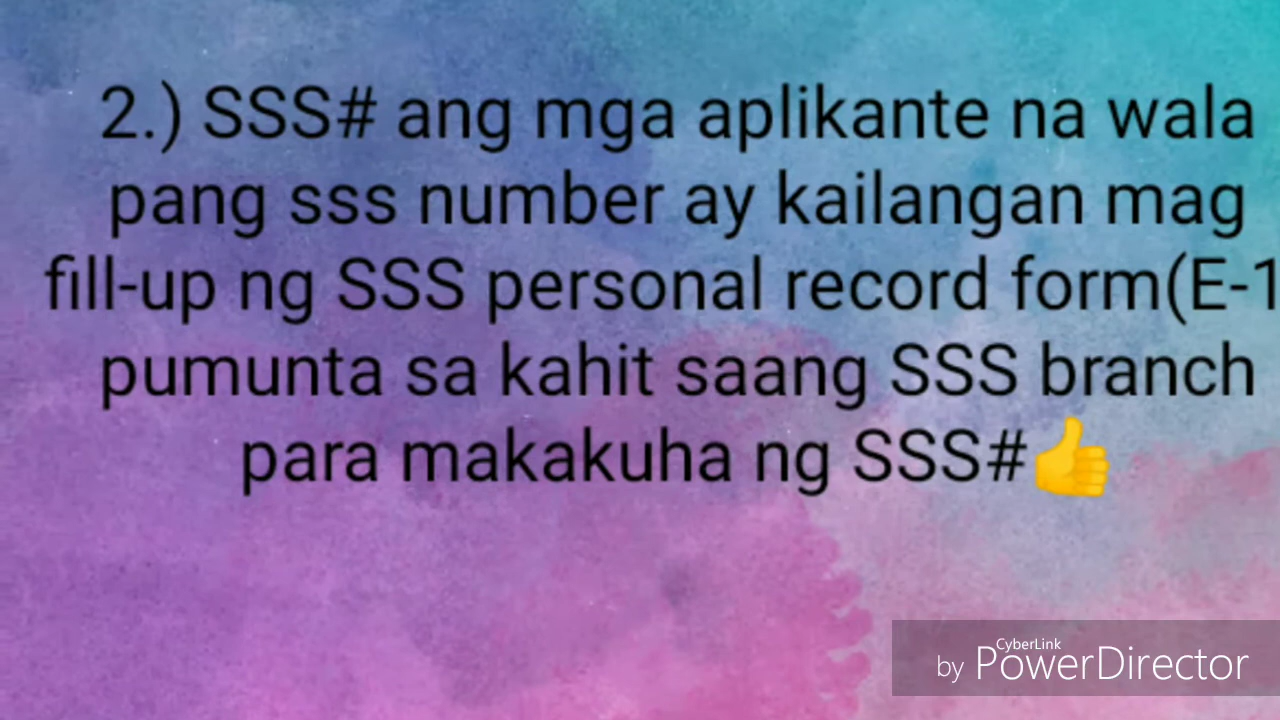 2.) SSS# ang mga aplikante na wala
pang sss number ay kailangan mag
fill-up ng SSS personal record form(E-1
pumunta sa kahit saang SSS branch
para makakuha ng SSS#👍
CyberLink
by PowerDirector